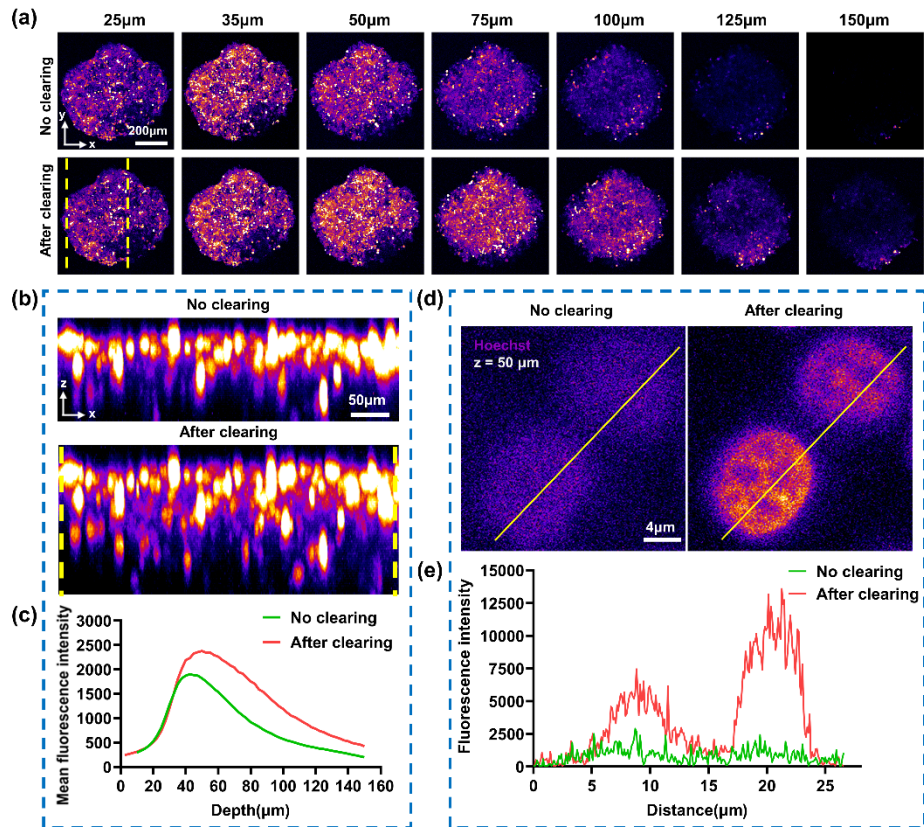 (a)
25μm 35μm 50μm 75μm 100μm 125μm 150μm
No clearing
y
x
200μm
After clearing
(b)
No clearing
z
x
50μm
After clearing
(c)
Mean fluorescence intensity
3000
2500
2000
1500
1000
500
0
No clearing
After clearing
0 20 40 60 80 100 120 140 160
Depth(μm)
(d)
No clearing After clearing
Hoechst
z = 50 μm
4μm
(e)
Fluorescence intensity
15000
12500
10000
7500
5000
2500
0
No clearing
After clearing
0 5 10 15 20 25
Distance(μm)